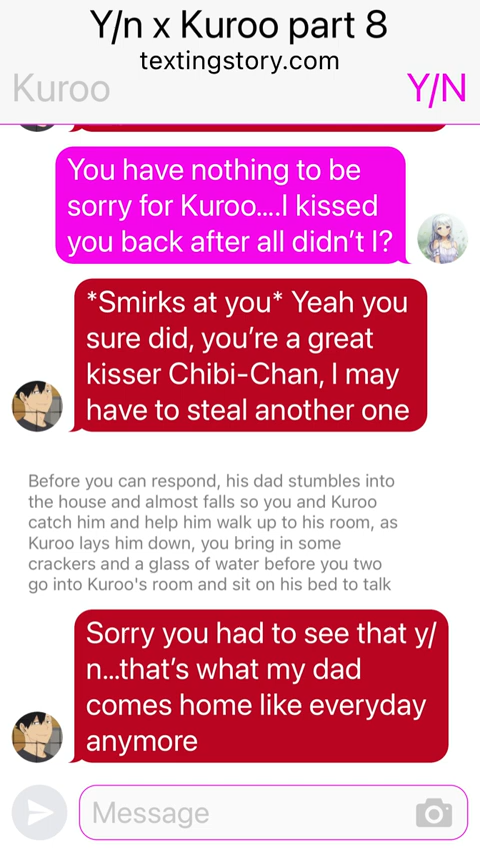 Y/n x Kuroo part 8
textingstory.com
Kuroo
Y/N
You have nothing to be
sorry for Kuroo....I kissed
you back after all didn't I?
*Smirks at you* Yeah you
sure did, you're a great
kisser Chibi-Chan, I may
have to steal another one
Before you can respond, his dad stumbles into
the house and almost falls so you and Kuroo
catch him and help him walk up to his room, as
Kuroo lays him down, you bring in some
crackers and a glass of water before you two
go into Kuroo's room and sit on his bed to talk
Sorry you had to see that y/
n...that's what my dad
comes home like everyday
anymore
Message